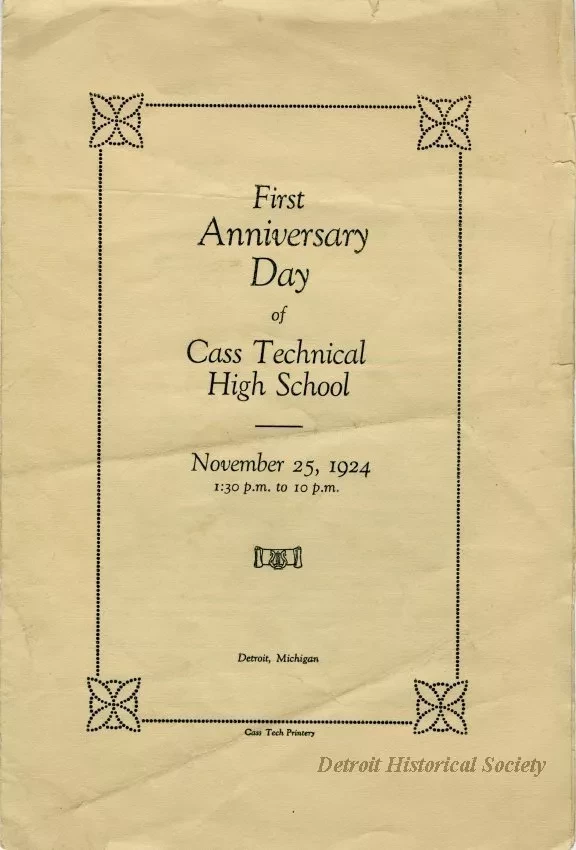 First
Anniversary
Day
of
Cass Technical
High School
November 25, 1924
1:30 p.m. to 10 p.m.
Detroit, Michigan
Cass Tech Printery
Detroit Historical Society